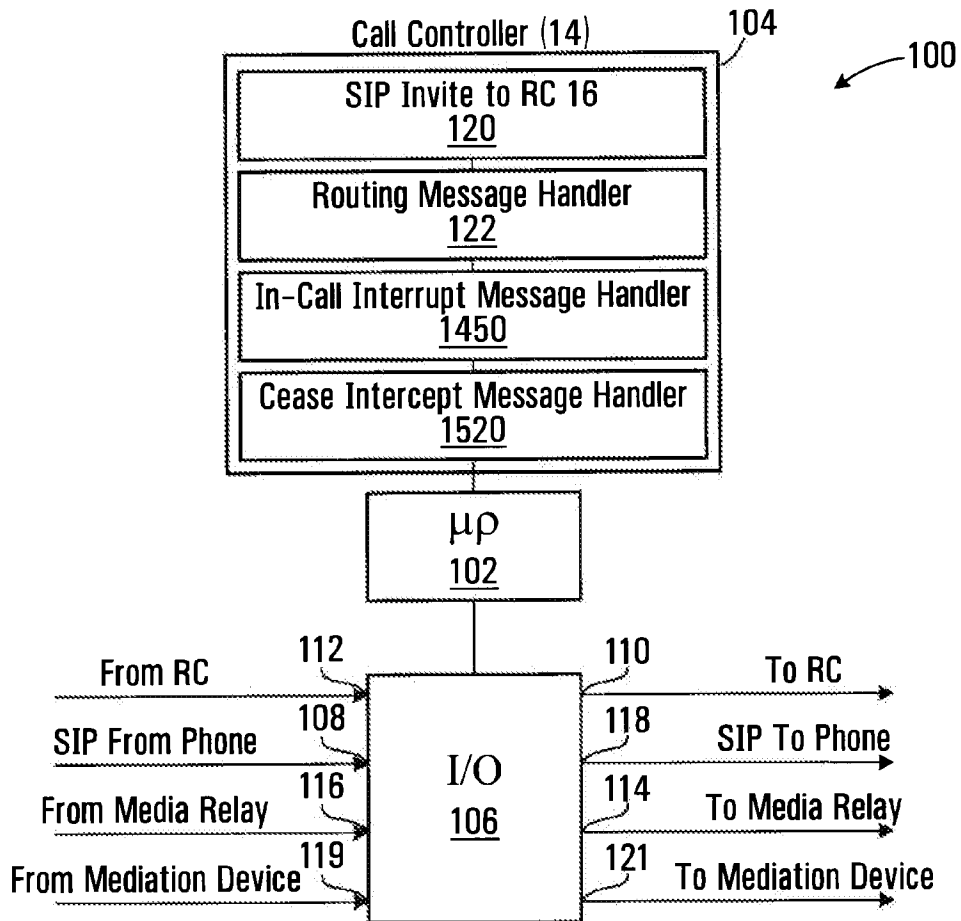 Call Controller (14)
104
100
SIP Invite to RC 16
120
Routing Message Handler
122
In-Call Interrupt Message Handler
1450
Cease Intercept Message Handler
1520
μρ
102
From RC
112
110
To RC
SIP From Phone
108
118
SIP To Phone
I/O
106
From Media Relay
116
114
To Media Relay
From Mediation Device
119
121
To Mediation Device